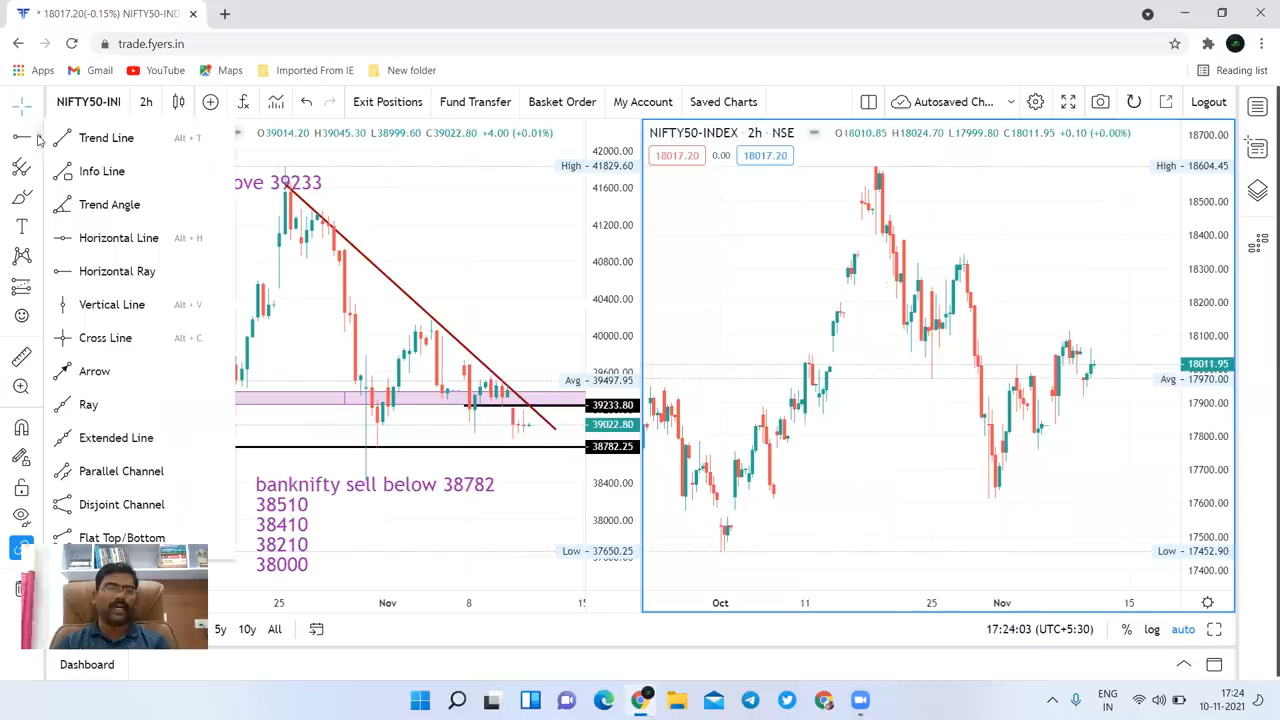 * 18017.20(-0.15%) NIFTY50-IND
trade.fyers.in
Apps Gmail YouTube Maps Imported From IE New folder Reading list
NIFTY50-INI 2h Exit Positions Fund Transfer Basket Order My Account Saved Charts Autosaved Ch... Logout
Trend Line Alt + T
Info Line
Trend Angle
Horizontal Line Alt + H
Horizontal Ray
Vertical Line Alt + V
Cross Line Alt + C
Arrow
Ray
Extended Line
Parallel Channel
Disjoint Channel
Flat Top/Bottom
O39014.20 H39045.30 L38999.60 C39022.80 +4.00 (+0.01%)
ove 39233
42000.00
High - 41829.60
41600.00
41200.00
40800.00
40400.00
40000.00
39600.00
Avg - 39497.95
39233.80
39022.80
38782.25
38400.00
38000.00
Low - 37650.25
banknifty sell below 38782
38510
38410
38210
38000
25 Nov 8
NIFTY50-INDEX · 2h · NSE O18010.85 H18024.70 L17999.80 C18011.95 +0.10 (+0.00%)
18017.20 0.00 18017.20
18700.00
High - 18604.45
18500.00
18400.00
18300.00
18200.00
18100.00
18011.95
Avg - 17970.00
17900.00
17800.00
17700.00
17600.00
17500.00
Low - 17452.90
17400.00
Oct 11 25 Nov 15
5y 10y All
17:24:03 (UTC+5:30) % log auto
Dashboard
ENG
IN
17:24
10-11-2021